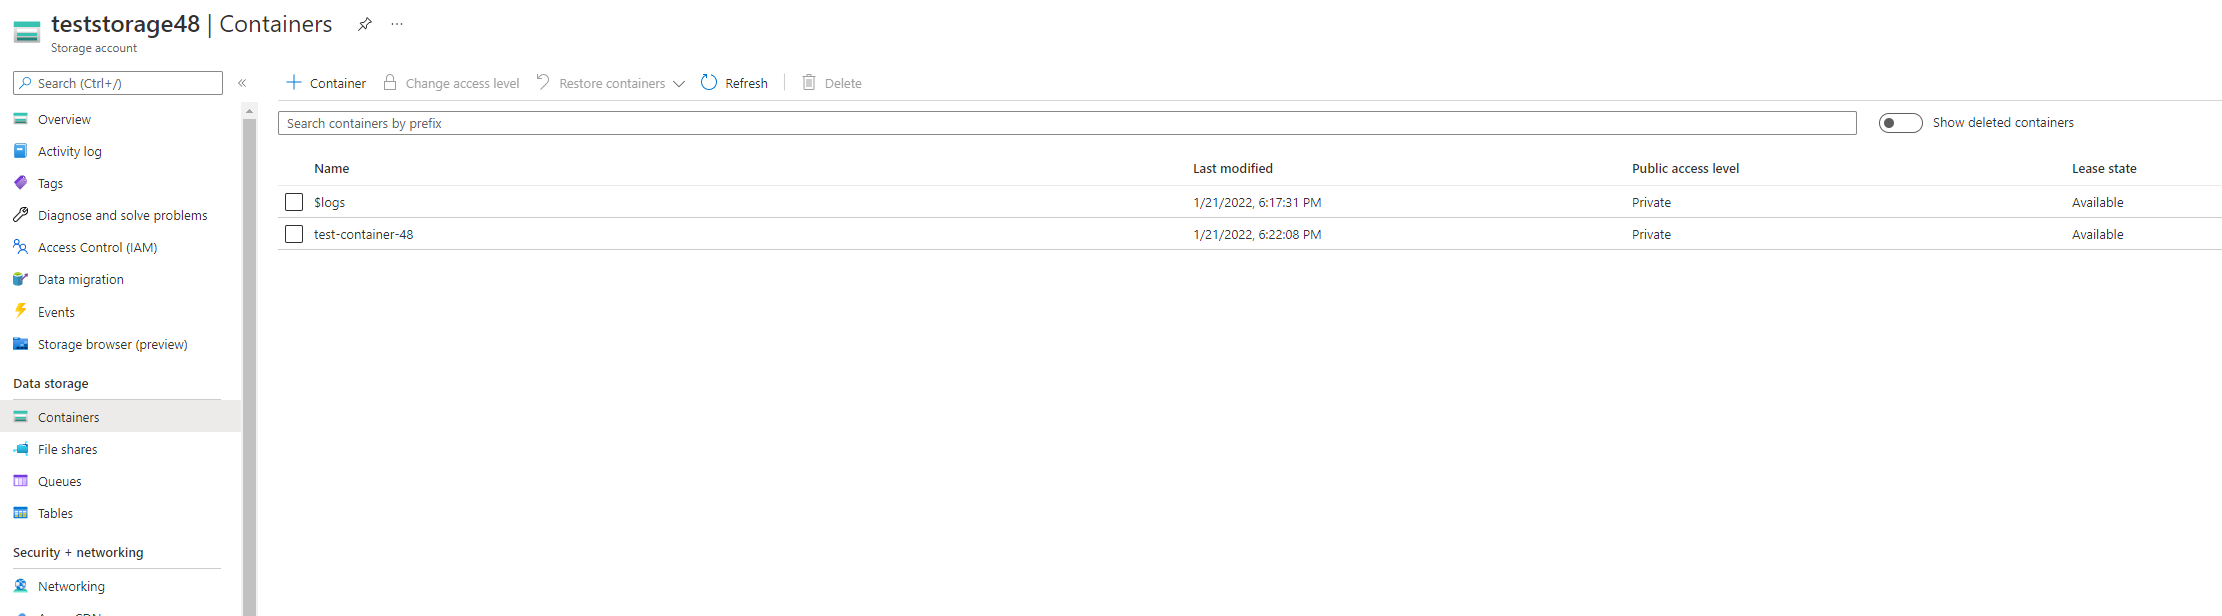 teststorage48 | Containers
Storage account
Search (Ctrl+/)
Overview
Activity log
Tags
Diagnose and solve problems
Access Control (IAM)
Data migration
Events
Storage browser (preview)
Data storage
Containers
File shares
Queues
Tables
Security + networking
Networking
Container Change access level Restore containers Refresh Delete
Search containers by prefix Show deleted containers
Name Last modified Public access level Lease state
$logs 1/21/2022, 6:17:31 PM Private Available
test-container-48 1/21/2022, 6:22:08 PM Private Available